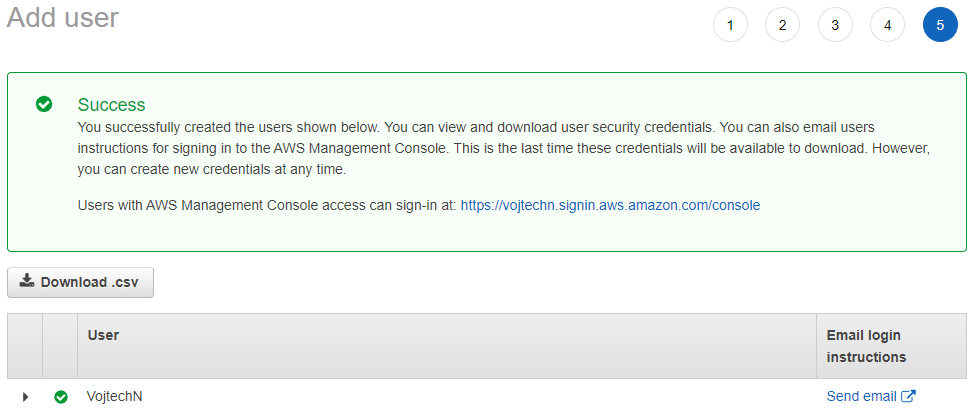 Add user
1 2 3 4 5
Success
You successfully created the users shown below. You can view and download user security credentials. You can also email users
instructions for signing in to the AWS Management Console. This is the last time these credentials will be available to download. However,
you can create new credentials at any time.
Users with AWS Management Console access can sign-in at: https://vojtechn.signin.aws.amazon.com/console
Download .csv
User
Email login
instructions
VojtechN
Send email